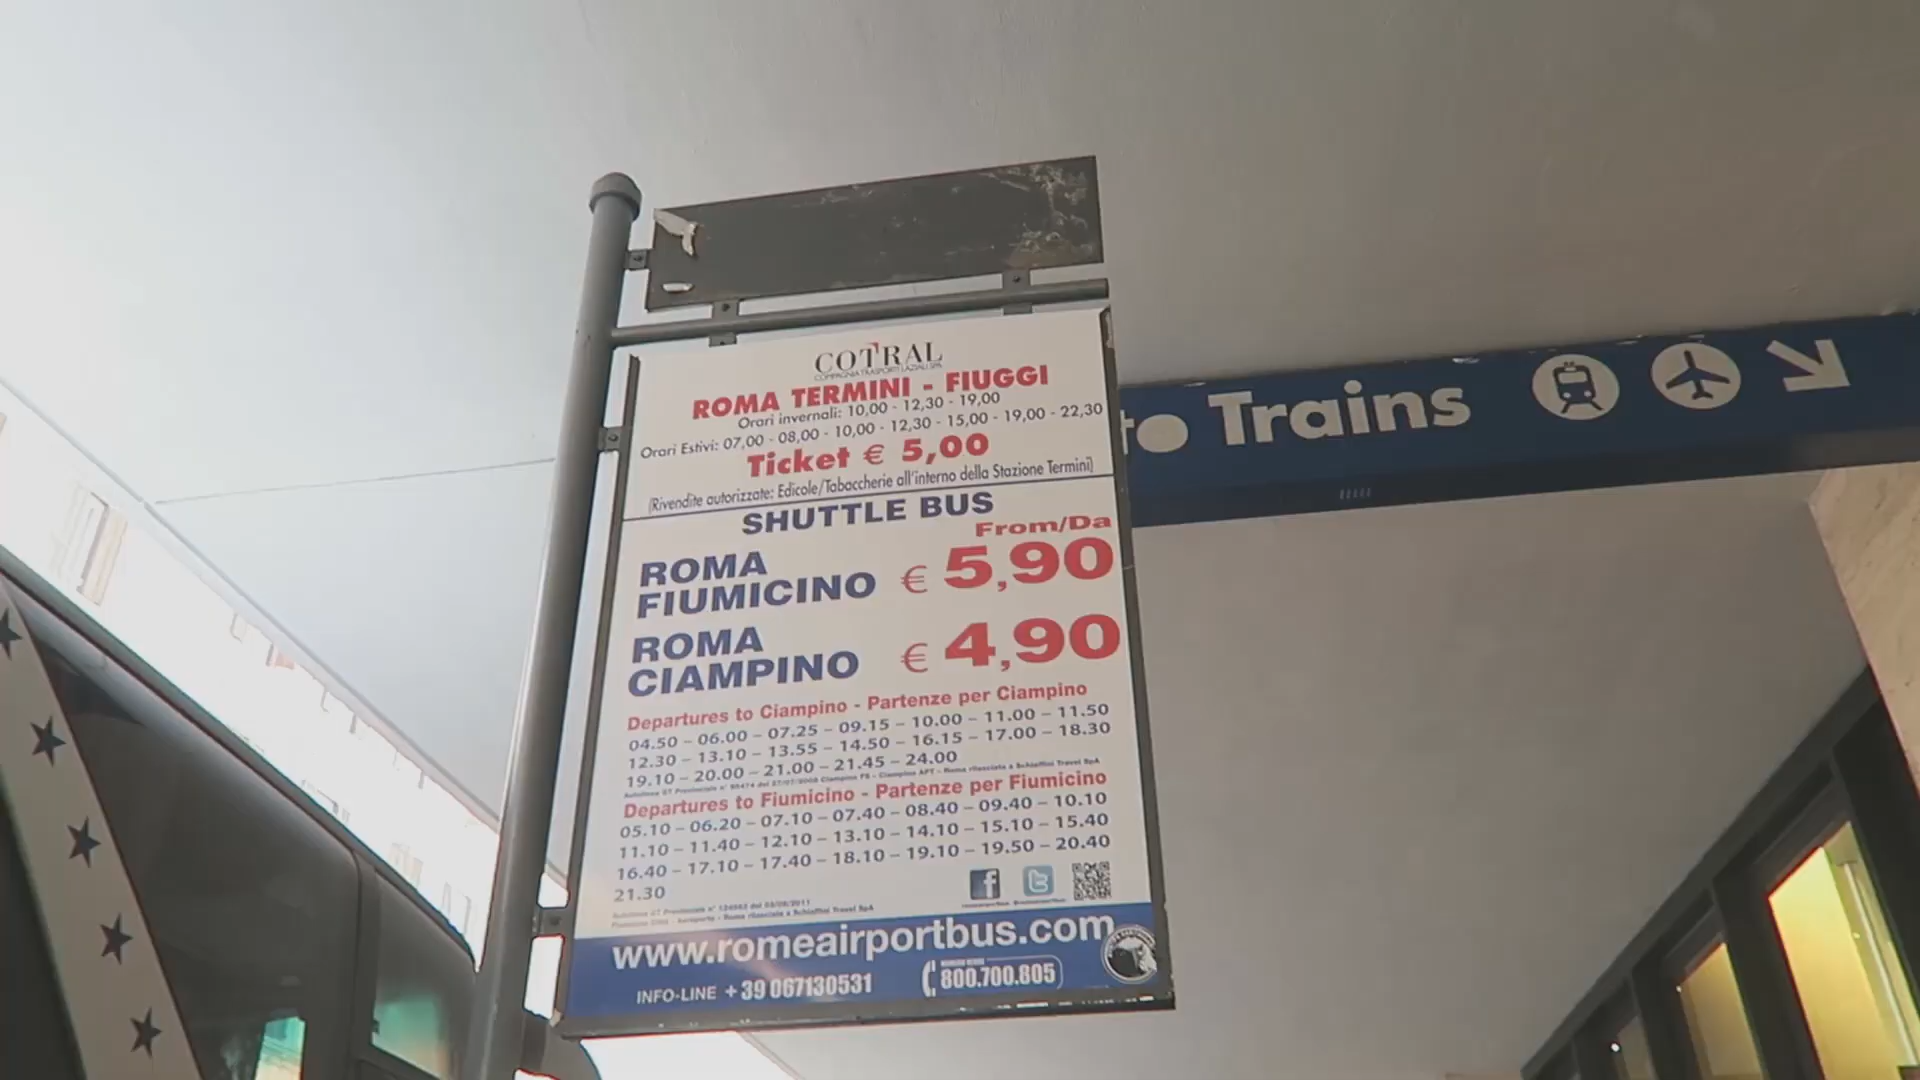 COTRAL
COMPAGNIA TRASPORTI LAZIALI SPA
ROMA TERMINI - FIUGGI
Orari invernali: 10,00 - 12,30 - 19,00
Orari Estivi: 07,00 - 08,00 - 10,00 - 12,30 - 15,00 - 19,00 - 22,30
Ticket € 5,00
(Rivendite autorizzate: Edicole/Tabaccherie all'interno della Stazione Termini)
SHUTTLE BUS
From/Da
ROMA
FIUMICINO € 5,90
ROMA
CIAMPINO € 4,90
Departures to Ciampino - Partenze per Ciampino
04.50 – 06.00 – 07.25 – 09.15 – 10.00 – 11.00 – 11.50
12.30 – 13.10 – 13.55 – 14.50 – 16.15 – 17.00 – 18.30
19.10 – 20.00 – 21.00 – 21.45 – 24.00
Departures to Fiumicino - Partenze per Fiumicino
05.10 – 06.20 – 07.10 – 07.40 – 08.40 – 09.40 – 10.10
11.10 – 11.40 – 12.10 – 13.10 – 14.10 – 15.10 – 15.40
16.40 – 17.10 – 17.40 – 18.10 – 19.10 – 19.50 – 20.40
21.30
www.romeairportbus.com
INFO-LINE +39 067130531
800.700.805
to Trains